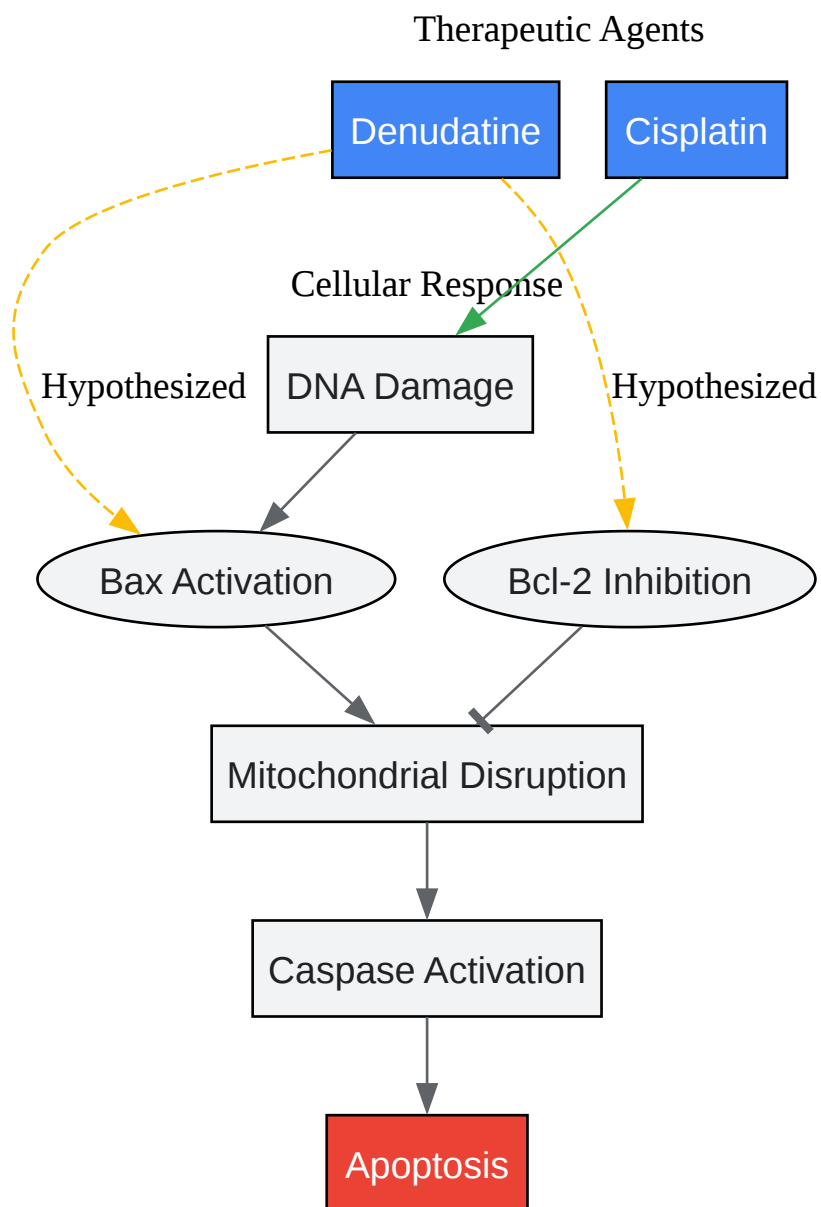 Therapeutic Agents
Denudatine
Cisplatin
Cellular Response
Hypothesized
DNA Damage
Hypothesized
Bax Activation
Bcl-2 Inhibition
Mitochondrial Disruption
Caspase Activation
Apoptosis